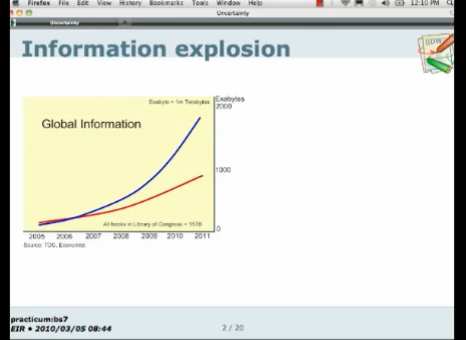 Firefox File Edit View History Bookmarks Tools Window Help 12:10 PM
Uncertainty
Uncertainty
Information explosion
Exabyte = 1m Terabytes
Exabytes
2000
Global Information
1000
All books in Library of Congress = 15TB
0
2005 2006 2007 2008 2009 2010 2011
Source: TDC, Economist
practicum:bs7
EIR • 2010/03/05 08:44
2 / 20